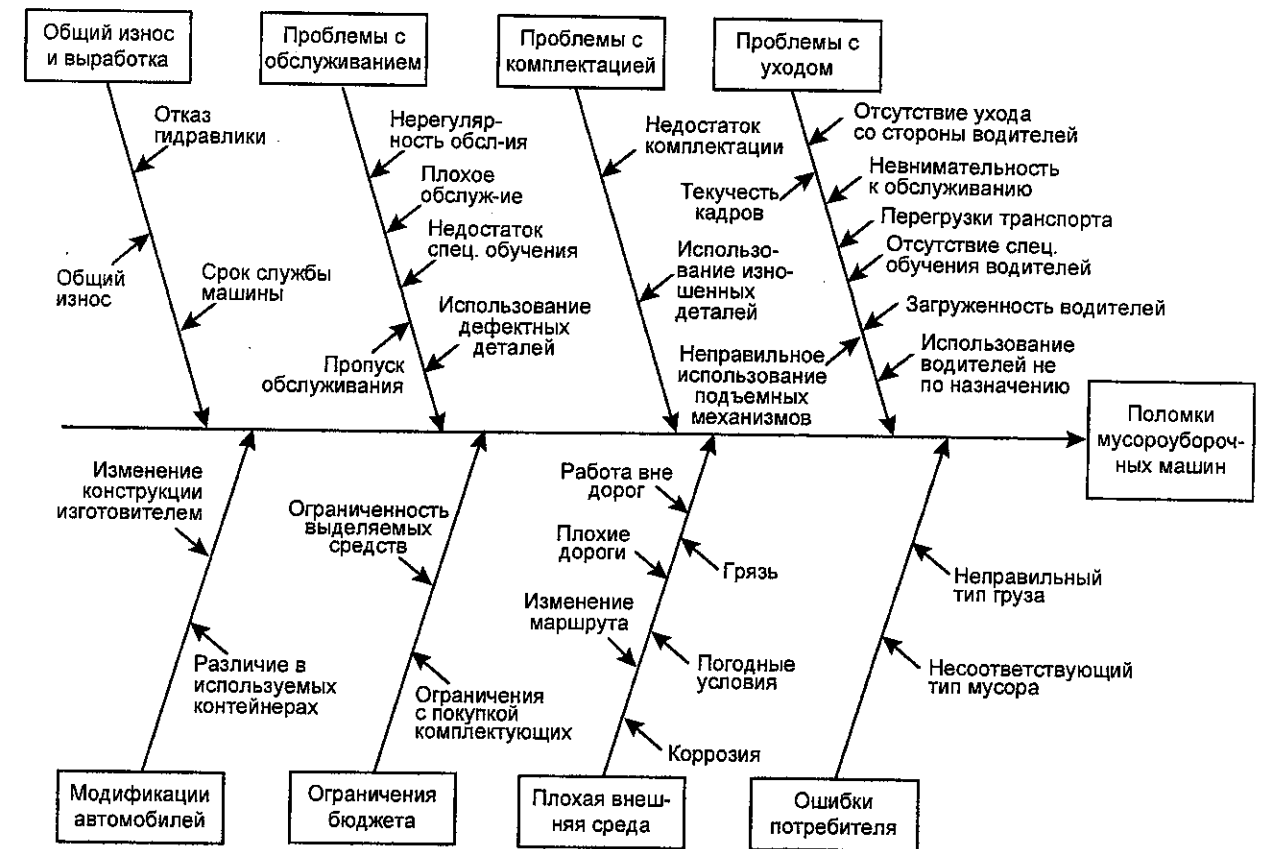 Общий износ
и выработка
Проблемы с
обслуживанием
Проблемы с
комплектацией
Проблемы с
уходом
Отказ
гидравлики
Общий
износ
Срок службы
машины
Нерегуляр-
ность обсл-ия
Плохое
обслуж-ие
Недостаток
спец. обучения
Использование
дефектных
деталей
Пропуск
обслуживания
Недостаток
комплектации
Текучесть
кадров
Использо-
вание изно-
шенных
деталей
Неправильное
использование
подъемных
механизмов
Отсутствие ухода
со стороны водителей
Невнимательность
к обслуживанию
Перегрузки транспорта
Отсутствие спец.
обучения водителей
Загруженность водителей
Использование
водителей не
по назначению
Поломки
мусороубороч-
ных машин
Изменение
конструкции
изготовителем
Различие в
используемых
контейнерах
Ограниченность
выделяемых
средств
Ограничения
с покупкой
комплектующих
Работа вне
дорог
Плохие
дороги
Грязь
Изменение
маршрута
Погодные
условия
Коррозия
Неправильный
тип груза
Несоответствующий
тип мусора
Модификации
автомобилей
Ограничения
бюджета
Плохая внеш-
няя среда
Ошибки
потребителя